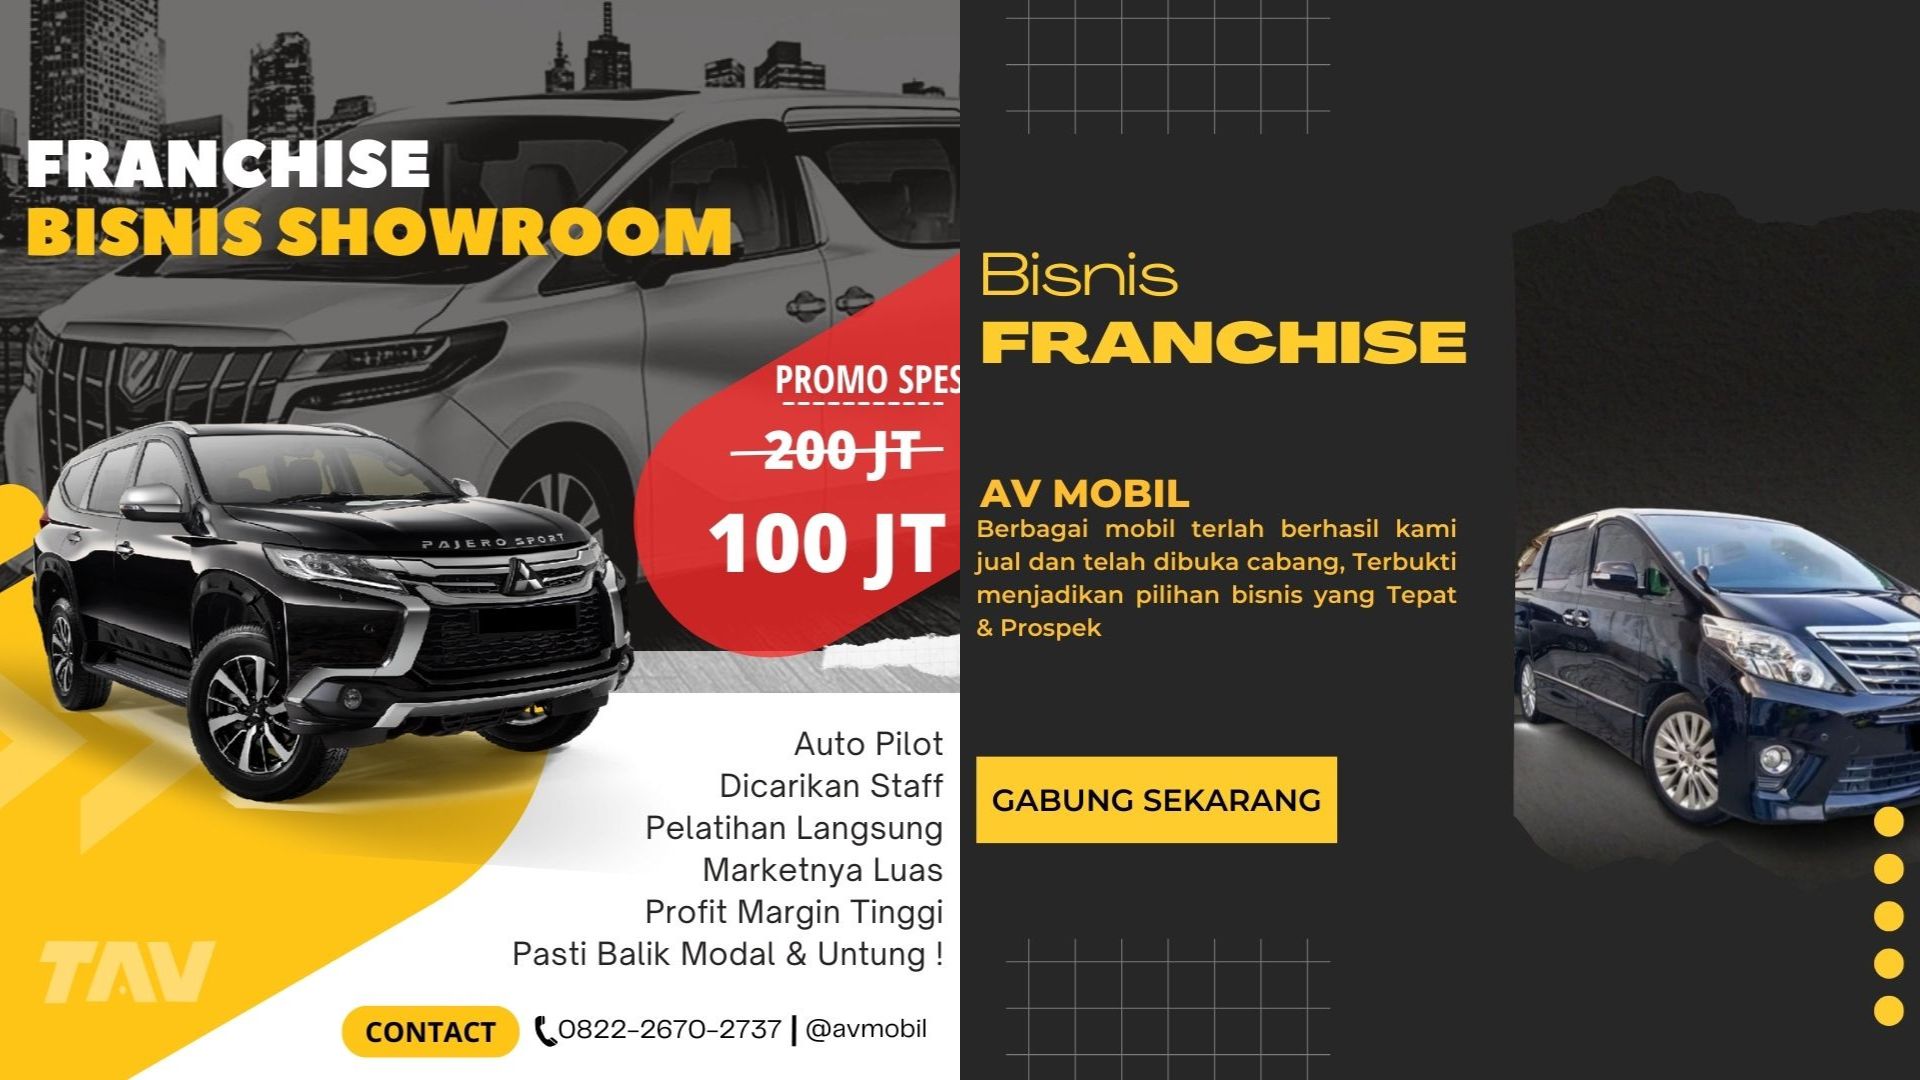 FRANCHISE
BISNIS SHOWROOM
PROMO SPES
200 JT
100 JT
PAJERO SPORT
Auto Pilot
Dicarikan Staff
Pelatihan Langsung
Marketnya Luas
Profit Margin Tinggi
Pasti Balik Modal & Untung !
TAV
CONTACT
0822-2670-2737 | @avmobil
Bisnis
FRANCHISE
AV MOBIL
Berbagai mobil terlah berhasil kami
jual dan telah dibuka cabang, Terbukti
menjadikan pilihan bisnis yang Tepat
& Prospek
GABUNG SEKARANG